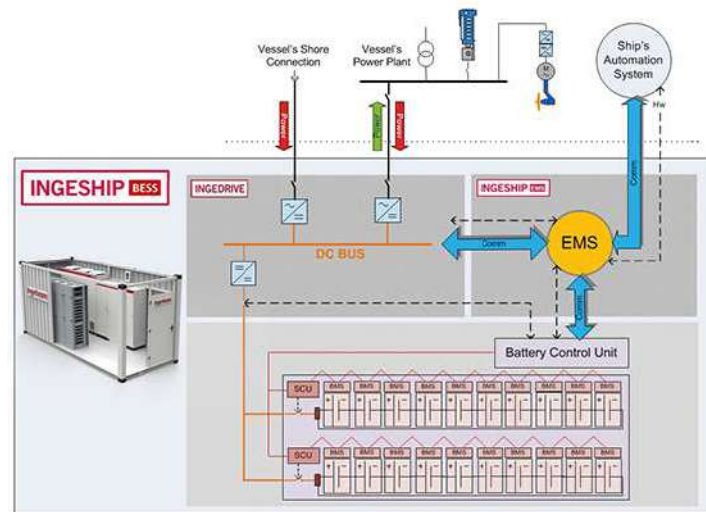 Vessel's Shore
Connection
Vessel's
Power Plant
Ship's
Automation
System
Hw
Power
Power
Power
Comm
INGESHIP BESS
INGEDRIVE
INGESHIP EMS
DC BUS
Comm
EMS
Comm
Battery Control Unit
SCU
BMS BMS BMS BMS BMS BMS BMS BMS BMS BMS
SCU
BMS BMS BMS BMS BMS BMS BMS BMS BMS BMS